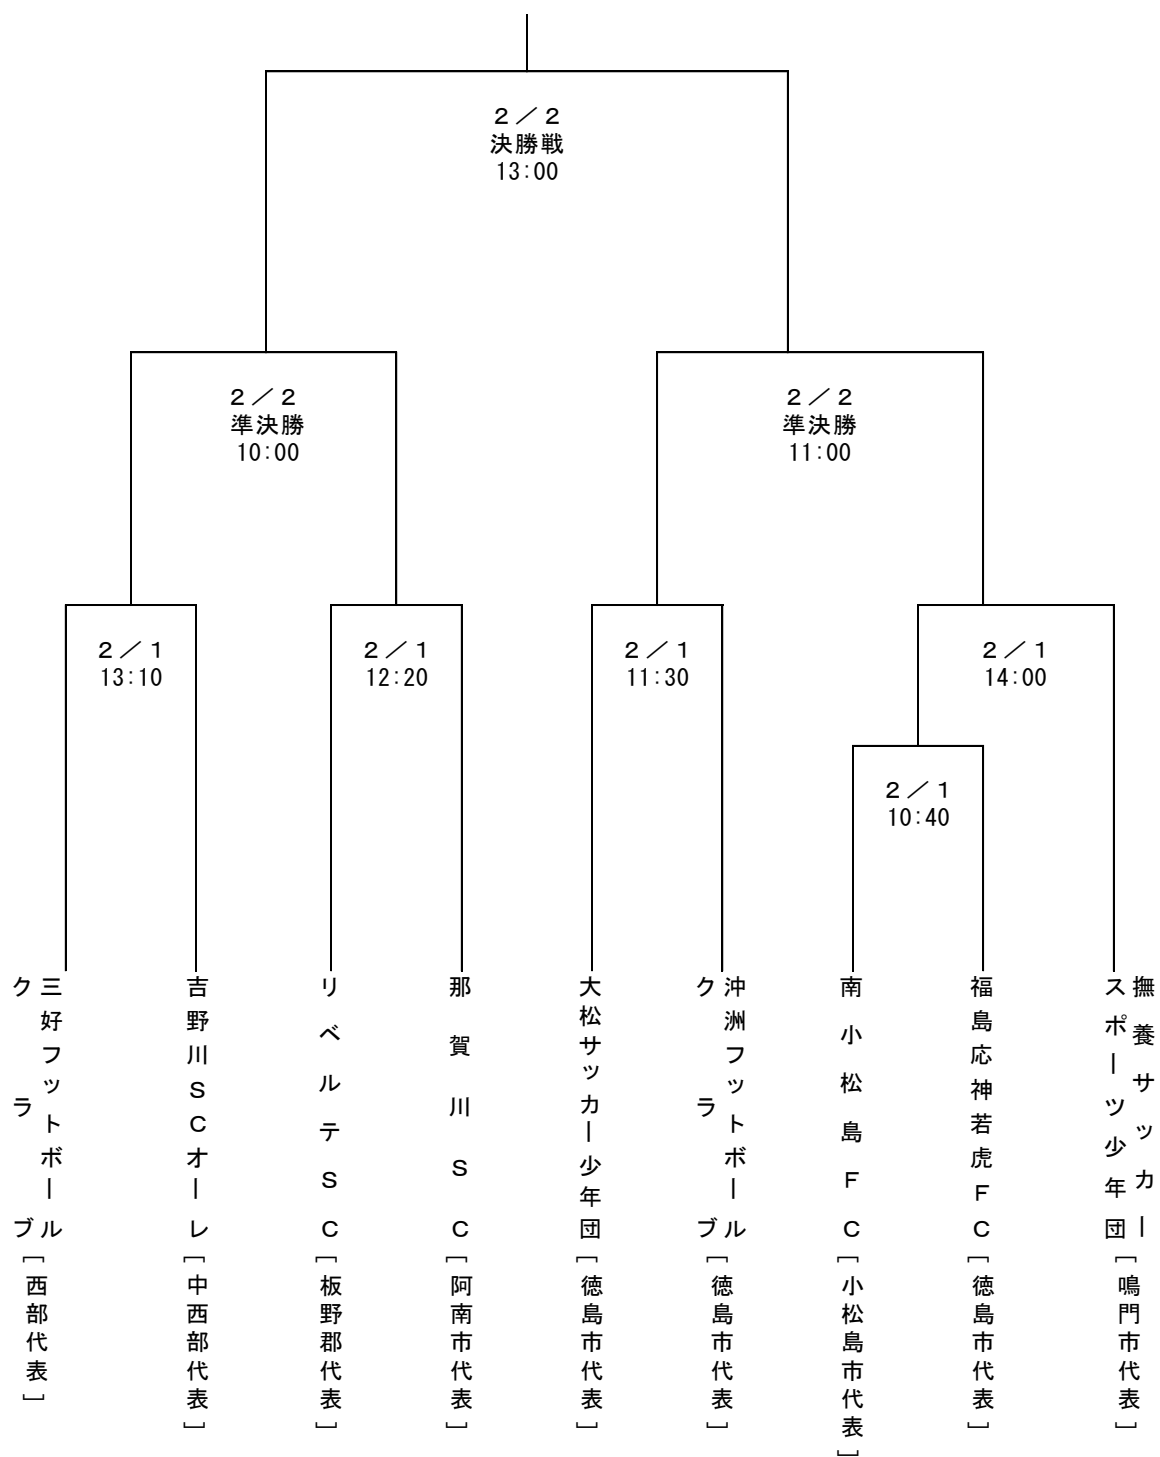 ２／２
決勝戦
13:00
２／２
準決勝
10:00
２／２
準決勝
11:00
２／１
13:10
２／１
12:20
２／１
11:30
２／１
14:00
２／１
10:40
三好フットボール
クラブ
[西部代表]
吉野川ＳＣオーレ
[中西部代表]
リベルテＳＣ
[板野郡代表]
那賀川ＳＣ
[阿南市代表]
大松サッカー少年団
[徳島市代表]
沖洲フットボール
クラブ
[徳島市代表]
南小松島ＦＣ
[小松島市代表]
福島応神若虎ＦＣ
[徳島市代表]
撫養サッカー
スポーツ少年団
[鳴門市代表]